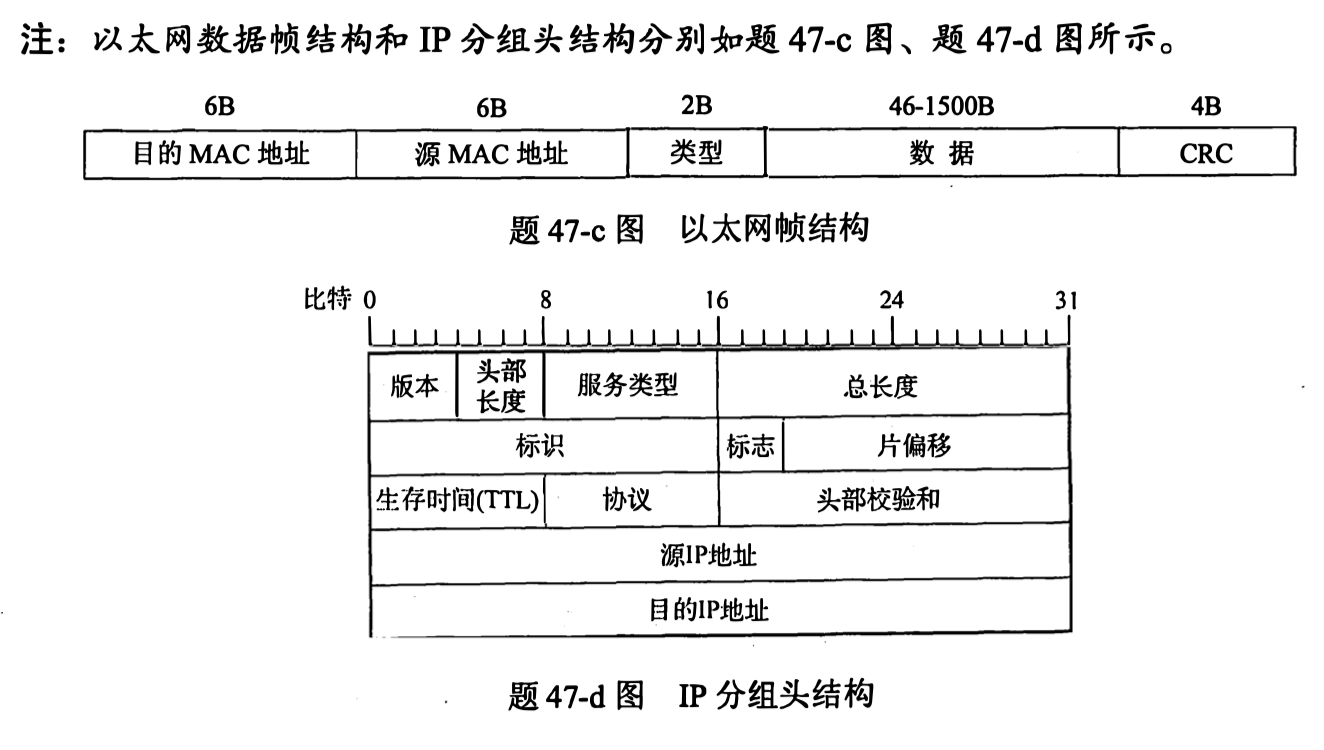 注：以太网数据帧结构和 IP 分组头结构分别如题 47-c 图、题 47-d 图所示。
6B 6B 2B 46-1500B 4B
目的 MAC 地址 源 MAC 地址 类型 数 据 CRC
题 47-c 图 以太网帧结构
比特 0 8 16 24 31
版本 头部长度 服务类型 总长度
标识 标志 片偏移
生存时间(TTL) 协议 头部校验和
源IP地址
目的IP地址
题 47-d 图 IP 分组头结构